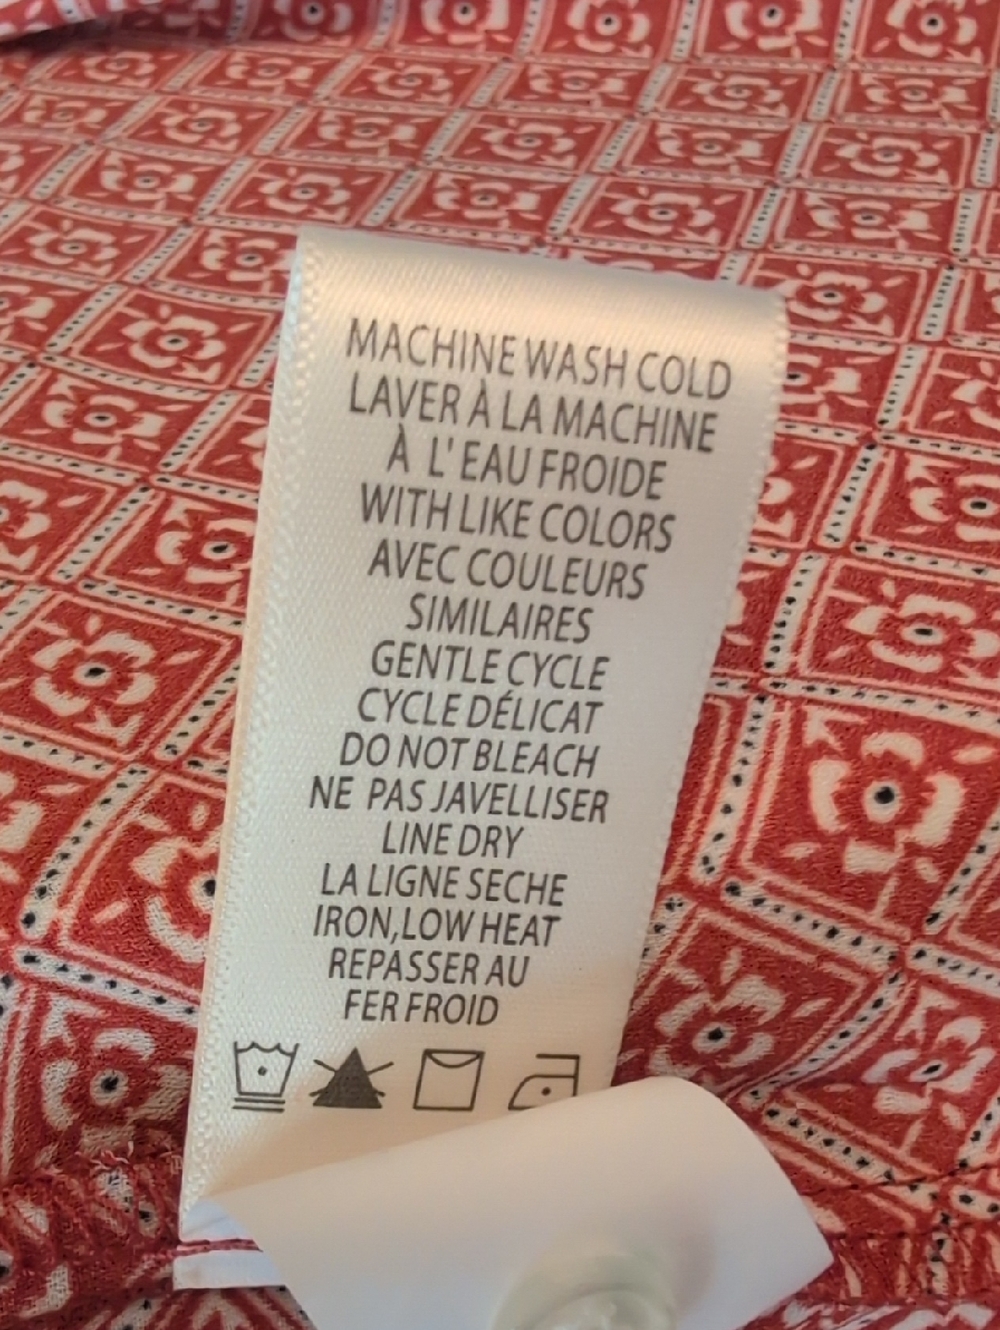 MACHINE WASH COLD
LAVER À LA MACHINE
À L'EAU FROIDE
WITH LIKE COLORS
AVEC COULEURS
SIMILAIRES
GENTLE CYCLE
CYCLE DÉLICAT
DO NOT BLEACH
NE PAS JAVELLISER
LINE DRY
LA LIGNE SECHE
IRON,LOW HEAT
REPASSER AU
FER FROID